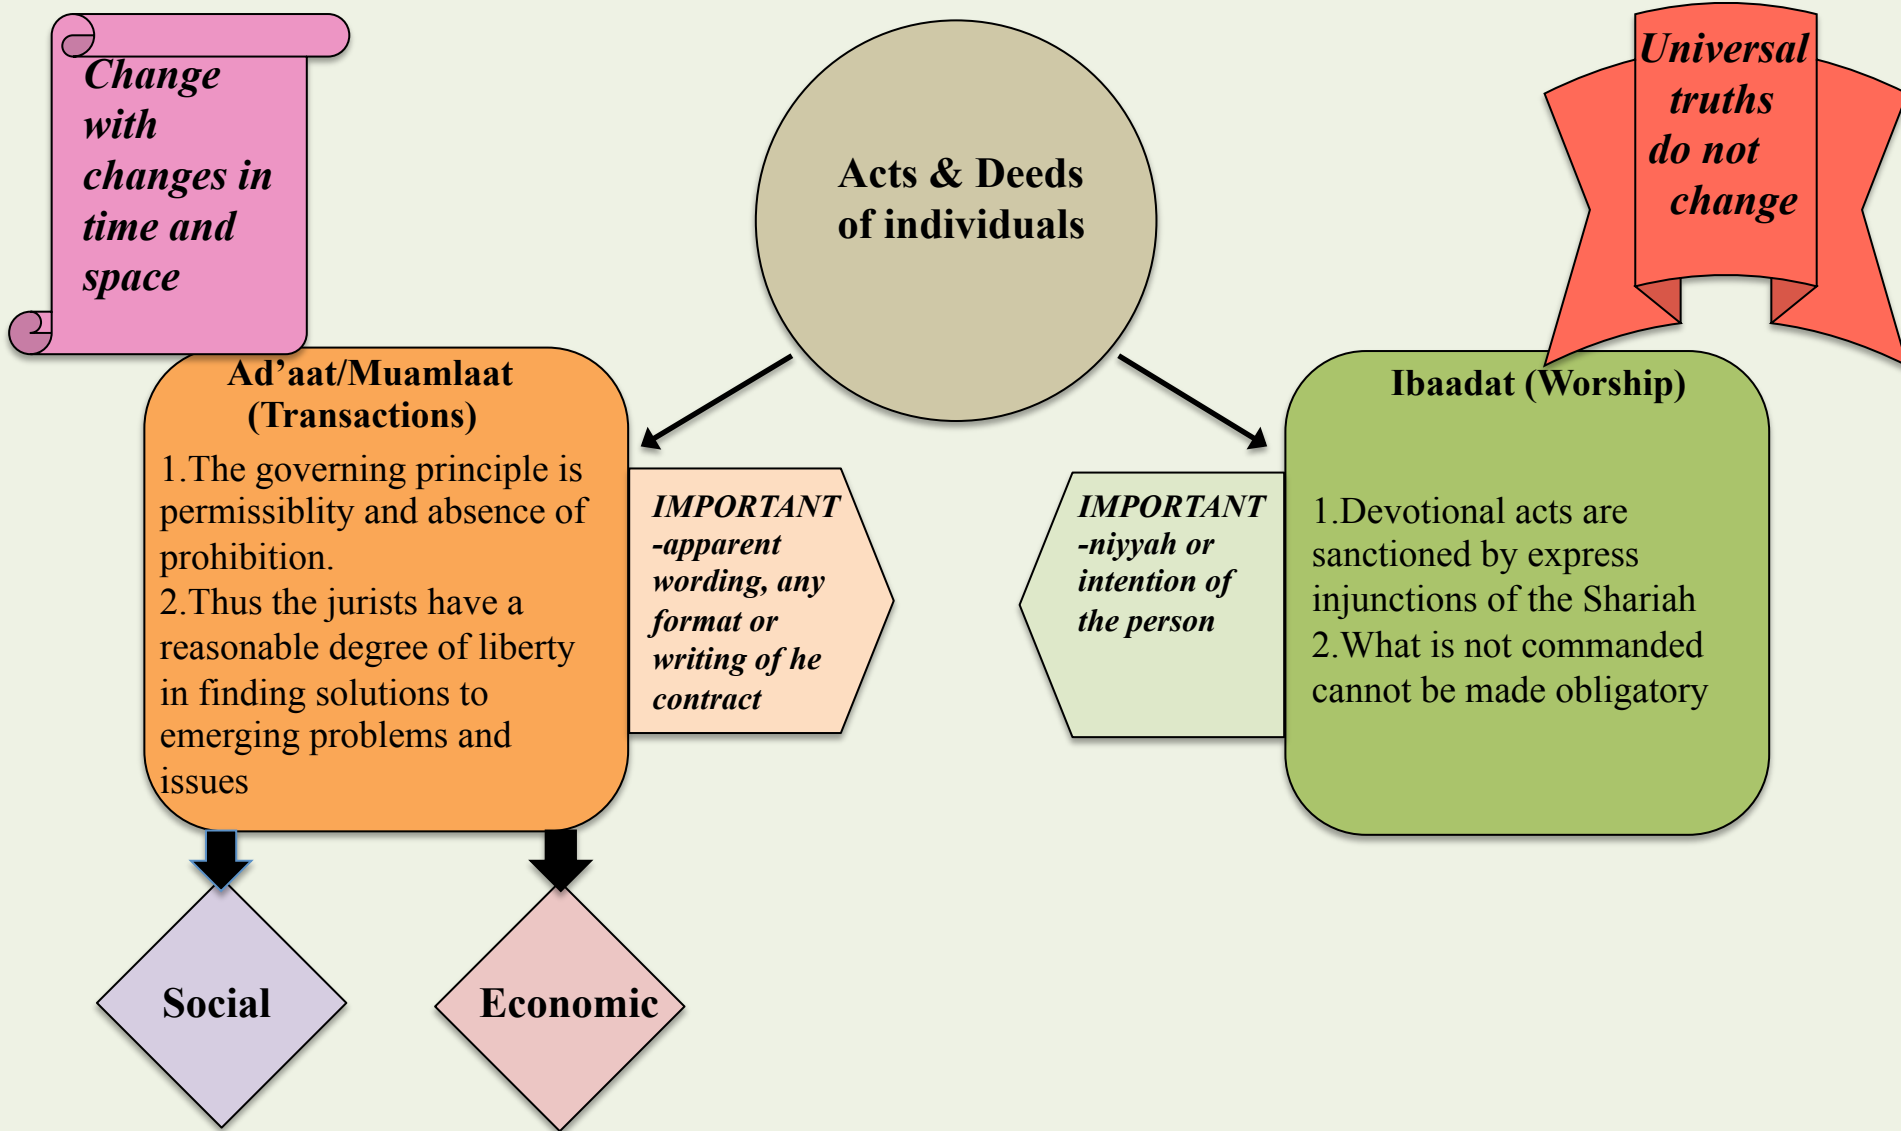 Change
with
changes in
time and
space
Acts & Deeds
of individuals
Universal
truths
do not
change
Ad’aat/Muamlaat
(Transactions)
1.The governing principle is
permissiblity and absence of
prohibition.
2.Thus the jurists have a
reasonable degree of liberty
in finding solutions to
emerging problems and
issues
IMPORTANT
-apparent
wording, any
format or
writing of he
contract
IMPORTANT
-niyyah or
intention of
the person
Ibaadat (Worship)
1.Devotional acts are
sanctioned by express
injunctions of the Shariah
2.What is not commanded
cannot be made obligatory
Social
Economic